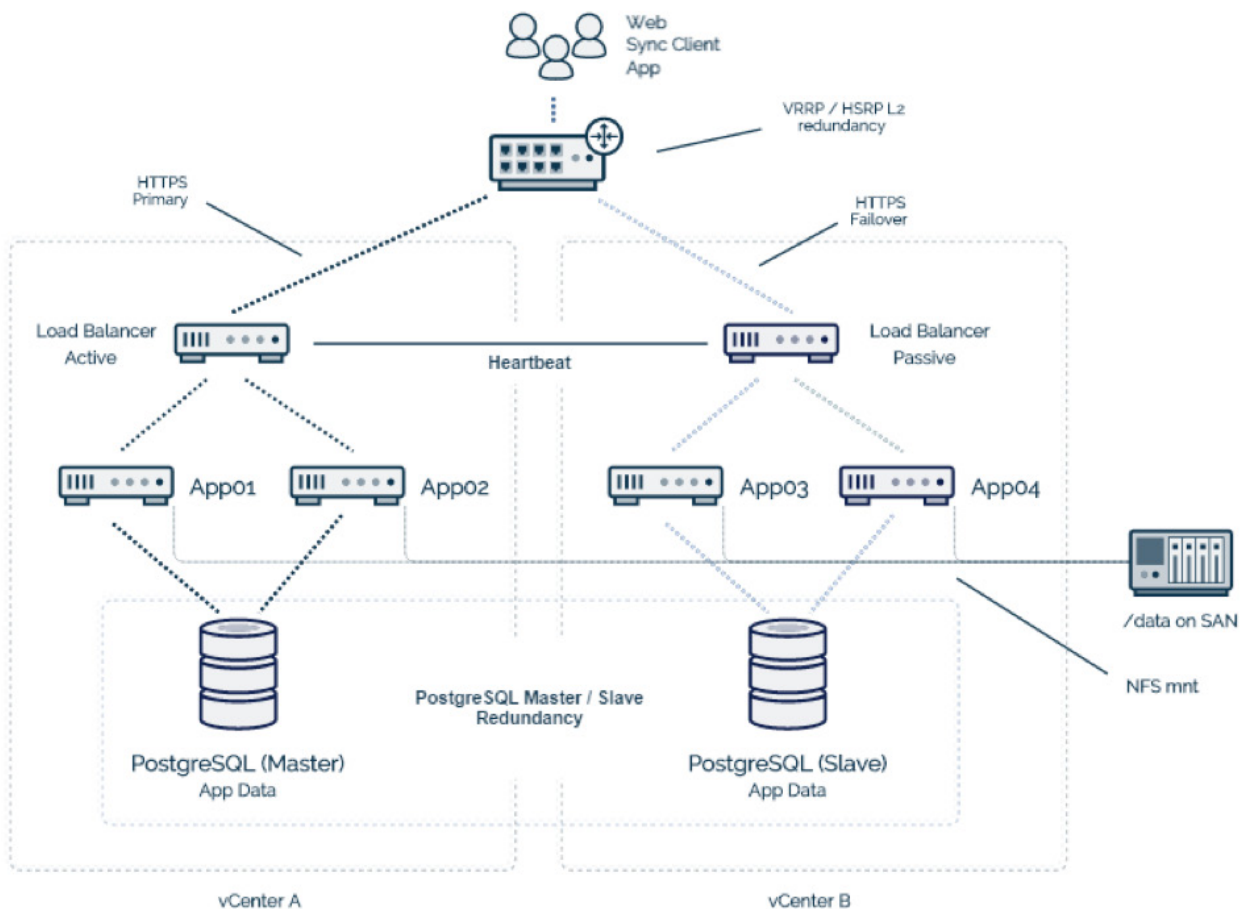 Web
Sync Client
App
VRRP / HSRP L2
redundancy
HTTPS
Primary
HTTPS
Failover
Load Balancer
Active
Heartbeat
Load Balancer
Passive
App01
App02
App03
App04
/data on SAN
NFS mnt
PostgreSQL Master / Slave
Redundancy
PostgreSQL (Master)
App Data
PostgreSQL (Slave)
App Data
vCenter A
vCenter B